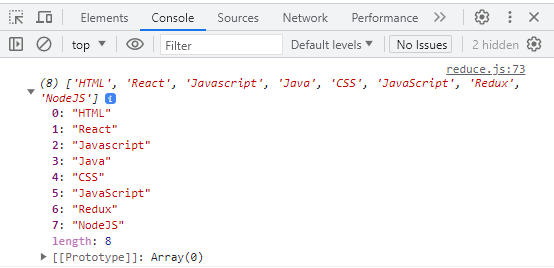 Elements Console Sources Network Performance »
top ▼ Filter Default levels ▼ No Issues 2 hidden
reduce.js:73
(8) ['HTML', 'React', 'Javascript', 'Java', 'CSS', 'JavaScript', 'Redux',
'NodeJS'] i
0: "HTML"
1: "React"
2: "Javascript"
3: "Java"
4: "CSS"
5: "JavaScript"
6: "Redux"
7: "NodeJS"
length: 8
[[Prototype]]: Array(0)